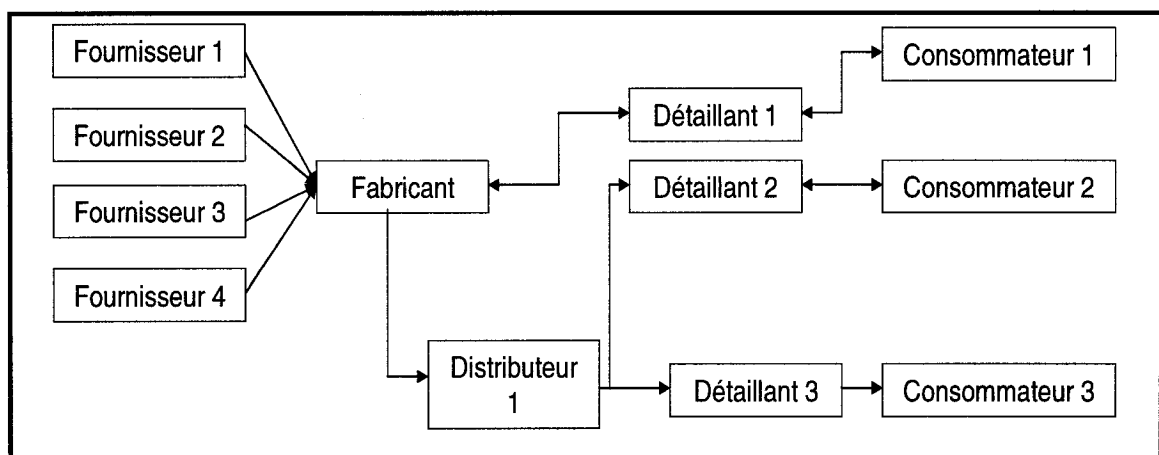 Fournisseur 1
Fournisseur 2
Fournisseur 3
Fournisseur 4
Fabricant
Distributeur
1
Détaillant 1
Détaillant 2
Détaillant 3
Consommateur 1
Consommateur 2
Consommateur 3